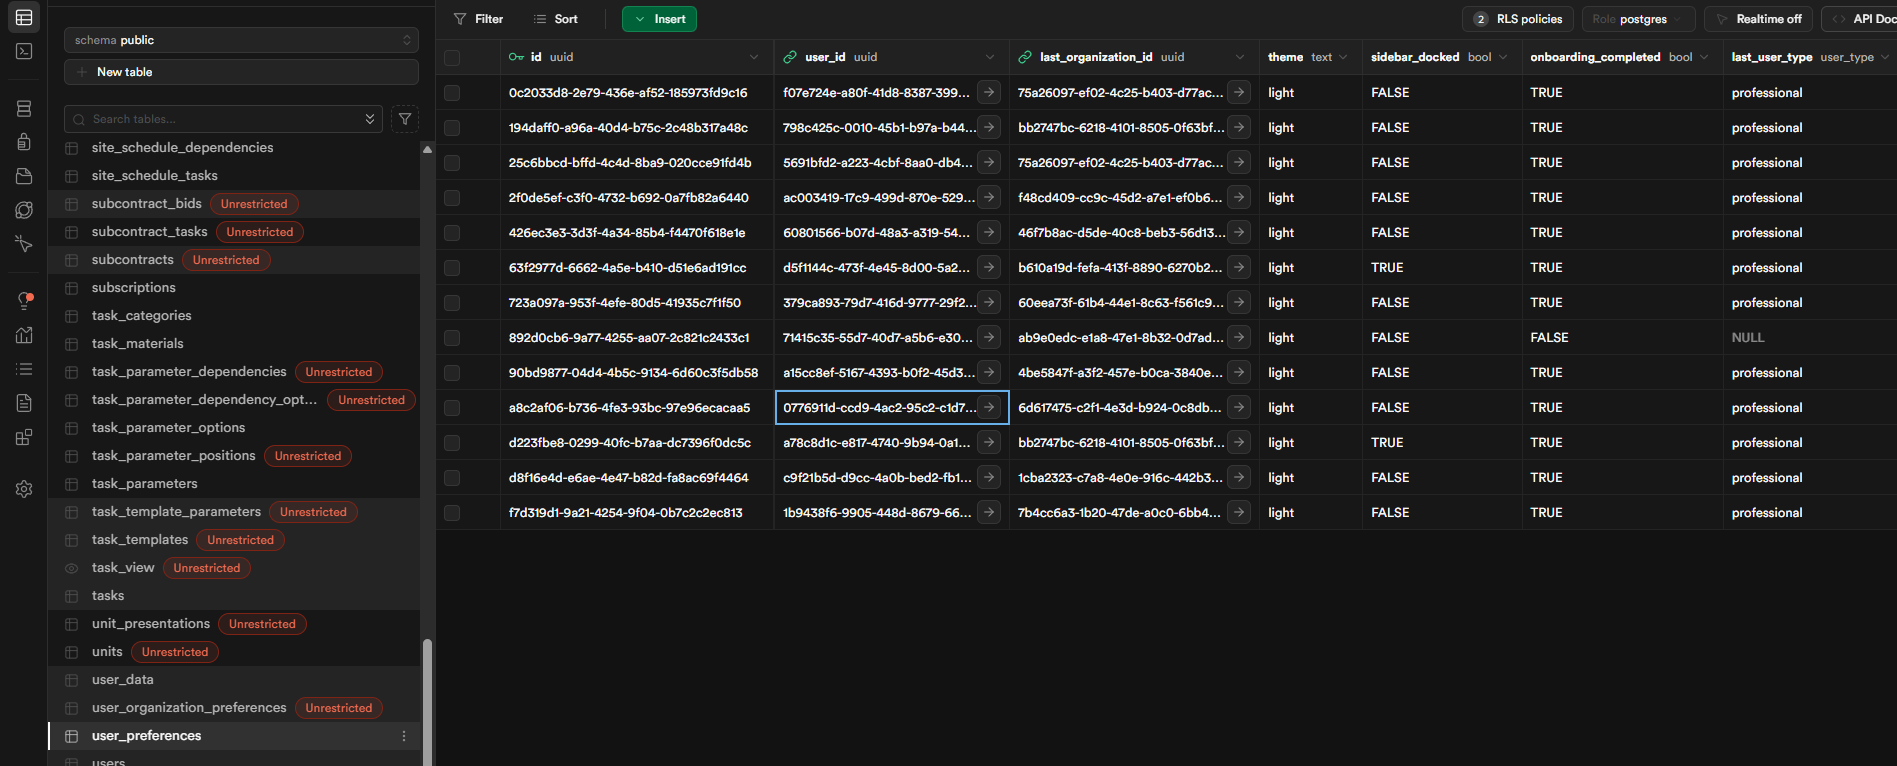 schema public
New table
Search tables...
site_schedule_dependencies
site_schedule_tasks
subcontract_bids Unrestricted
subcontract_tasks Unrestricted
subcontracts Unrestricted
subscriptions
task_categories
task_materials
task_parameter_dependencies Unrestricted
task_parameter_dependency_opt... Unrestricted
task_parameter_options
task_parameter_positions Unrestricted
task_parameters
task_template_parameters Unrestricted
task_templates Unrestricted
task_view Unrestricted
tasks
unit_presentations Unrestricted
units Unrestricted
user_data
user_organization_preferences Unrestricted
user_preferences
users
Filter Sort Insert 2 RLS policies Role postgres Realtime off API Doc
id uuid user_id uuid last_organization_id uuid theme text sidebar_docked bool onboarding_completed bool last_user_type user_type
0c2033d8-2e79-436e-af52-185973fd9c16 f07e724e-a80f-41d8-8387-399... 75a26097-ef02-4c25-b403-d77ac... light FALSE TRUE professional
194daff0-a96a-40d4-b75c-2c48b317a48c 798c425c-0010-45b1-b97a-b44... bb2747bc-6218-4101-8505-0f63bf... light FALSE TRUE professional
25c6bbcd-bffd-4c4d-8ba9-020cce91fd4b 5691bfd2-a223-4cbf-8aa0-db4... 75a26097-ef02-4c25-b403-d77ac... light FALSE TRUE professional
2f0de5ef-c3f0-4732-b692-0a7fb82a6440 ac003419-17c9-499d-870e-529... f48cd409-cc9c-45d2-a7e1-ef0b6... light FALSE TRUE professional
426ec3e3-3d3f-4a34-85b4-f4470f618e1e 60801566-b07d-48a3-a319-54... 46f7b8ac-d5de-40c8-beb3-56d13... light FALSE TRUE professional
63f2977d-6662-4a5e-b410-d51e6ad191cc d5f1144c-473f-4e45-8d00-5a2... b610a19d-fefa-413f-8890-6270b2... light TRUE TRUE professional
723a097a-953f-4efe-80d5-41935c7f1f50 379ca893-79d7-416d-9777-29f2... 60eea73f-61b4-44e1-8c63-f561c9... light FALSE TRUE professional
892d0cb6-9a77-4255-aa07-2c821c2433c1 71415c35-55d7-40d7-a5b6-e30... ab9e0edc-e1a8-47e1-8b32-0d7ad... light FALSE FALSE NULL
90bd9877-04d4-4b5c-9134-6d60c3f5db58 a15cc8ef-5167-4393-b0f2-45d3... 4be5847f-a3f2-457e-b0ca-3840e... light FALSE TRUE professional
a8c2af06-b736-4fe3-93bc-97e96ecacaa5 0776911d-ccd9-4ac2-95c2-c1d7... 6d617475-c2f1-4e3d-b924-0c8db... light FALSE TRUE professional
d223fbe8-0299-40fc-b7aa-dc7396f0dc5c a78c8d1c-e817-4740-9b94-0a1... bb2747bc-6218-4101-8505-0f63bf... light TRUE TRUE professional
d8f16e4d-e6ae-4e47-b82d-fa8ac69f4464 c9f21b5d-d9cc-4a0b-bed2-fb1... 1cba2323-c7a8-4e0e-916c-442b3... light FALSE TRUE professional
f7d319d1-9a21-4254-9f04-0b7c2c2ec813 1b9438f6-9905-448d-8679-66... 7b4cc6a3-1b20-47de-a0c0-6bb4... light FALSE TRUE professional